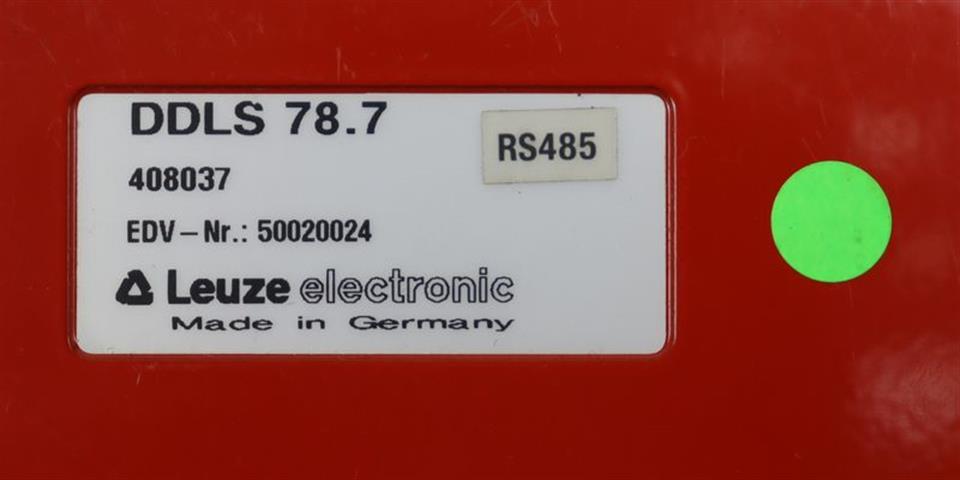 DDLS 78.7
RS485
408037
EDV – Nr.: 50020024
Leuze electronic
Made in Germany